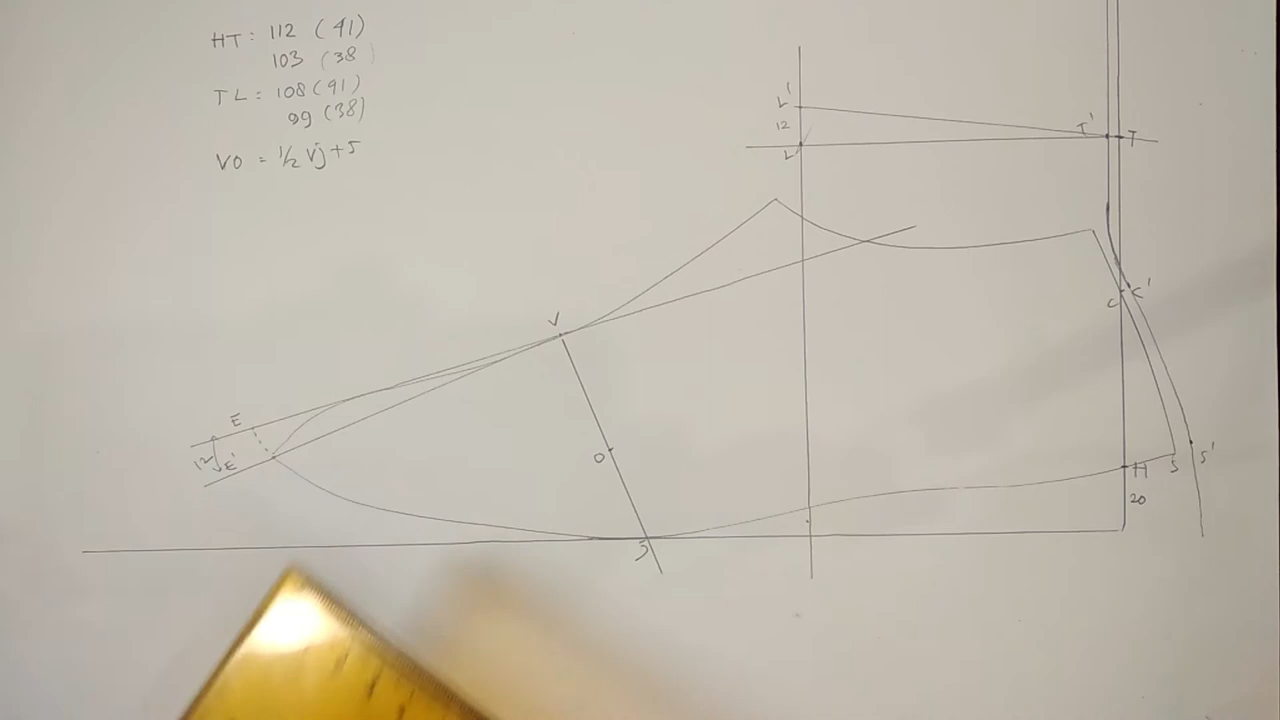 HT: 112 (41)
103 (38
TL = 108 (41)
99 (38)
VO = 1/2 Vj + 5
L'
12
L
T'
T
V
C
C'
E
12
E'
O
H
S
S'
20
J